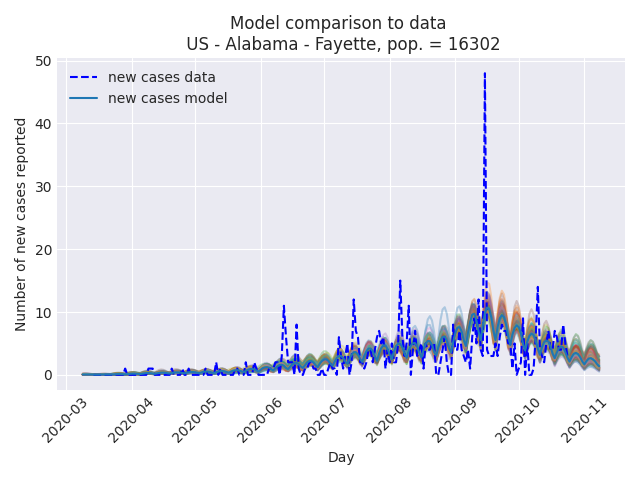 Model comparison to data
US - Alabama - Fayette, pop. = 16302
new cases data
new cases model
Number of new cases reported
50
40
30
20
10
0
2020-03
2020-04
2020-05
2020-06
2020-07
2020-08
2020-09
2020-10
2020-11
Day